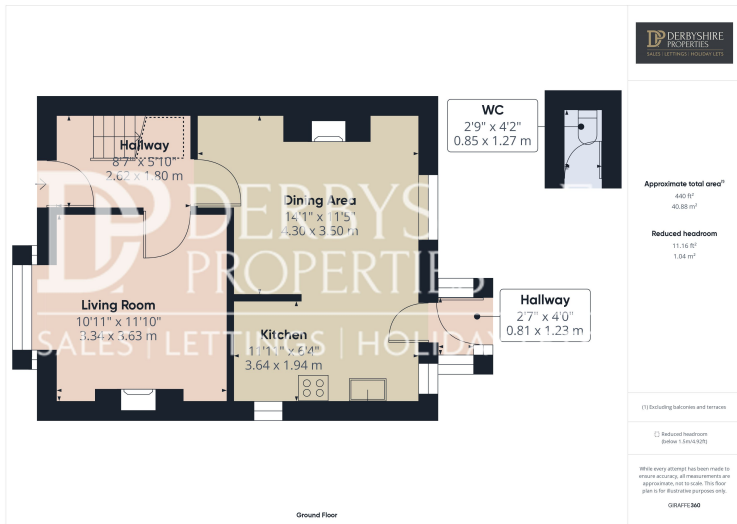 DERBYSHIRE
PROPERTIES
SALES | LETTINGS | HOLIDAY LETS
WC
2'9" x 4'2"
0.85 x 1.27 m
Hallway
8'7" x 5'10"
2.62 x 1.80 m
Dining Area
14'1" x 11'5"
4.30 x 3.50 m
Approximate total area(1)
440 ft²
40.88 m²
Reduced headroom
11.16 ft²
1.04 m²
DERBYS
PROPERTIES
SALES | LETTINGS | HOLIDAY
Living Room
10'11" x 11'10"
3.34 x 3.63 m
Hallway
2'7" x 4'0"
0.81 x 1.23 m
Kitchen
11'11" x 6'4"
3.64 x 1.94 m
(1) Excluding balconies and terraces
Reduced headroom
(below 1.5m/4.92ft)
While every attempt has been made to
ensure accuracy, all measurements are
approximate, not to scale. This floor
plan is for illustrative purposes only.
GIRAFFE360
Ground Floor